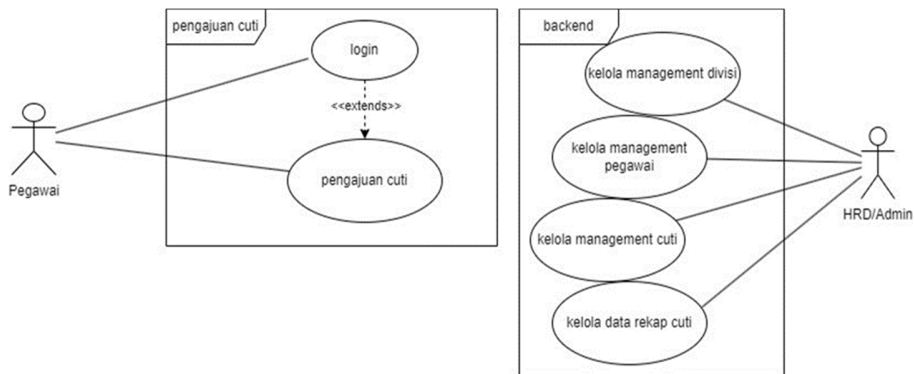 pengajuan cuti
login
<<extends>>
pengajuan cuti
Pegawai
backend
kelola management divisi
kelola management
pegawai
kelola management cuti
kelola data rekap cuti
HRD/Admin